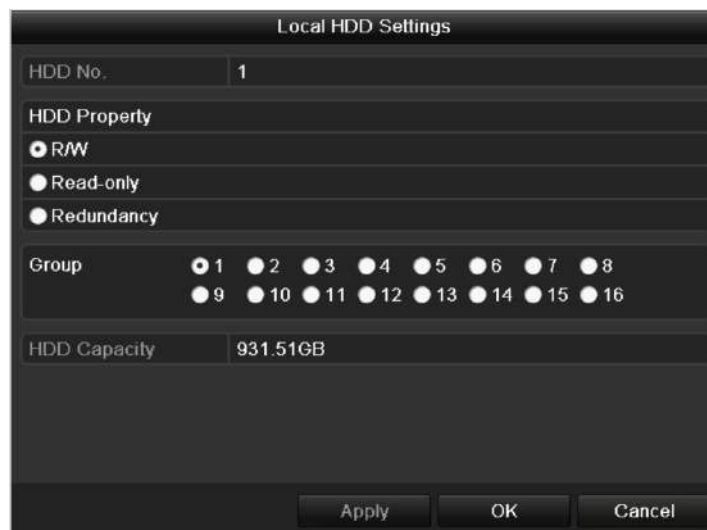 Local HDD Settings
HDD No. 1
HDD Property
R/W
Read-only
Redundancy
Group 1 2 3 4 5 6 7 8
9 10 11 12 13 14 15 16
HDD Capacity 931.51GB
Apply OK Cancel